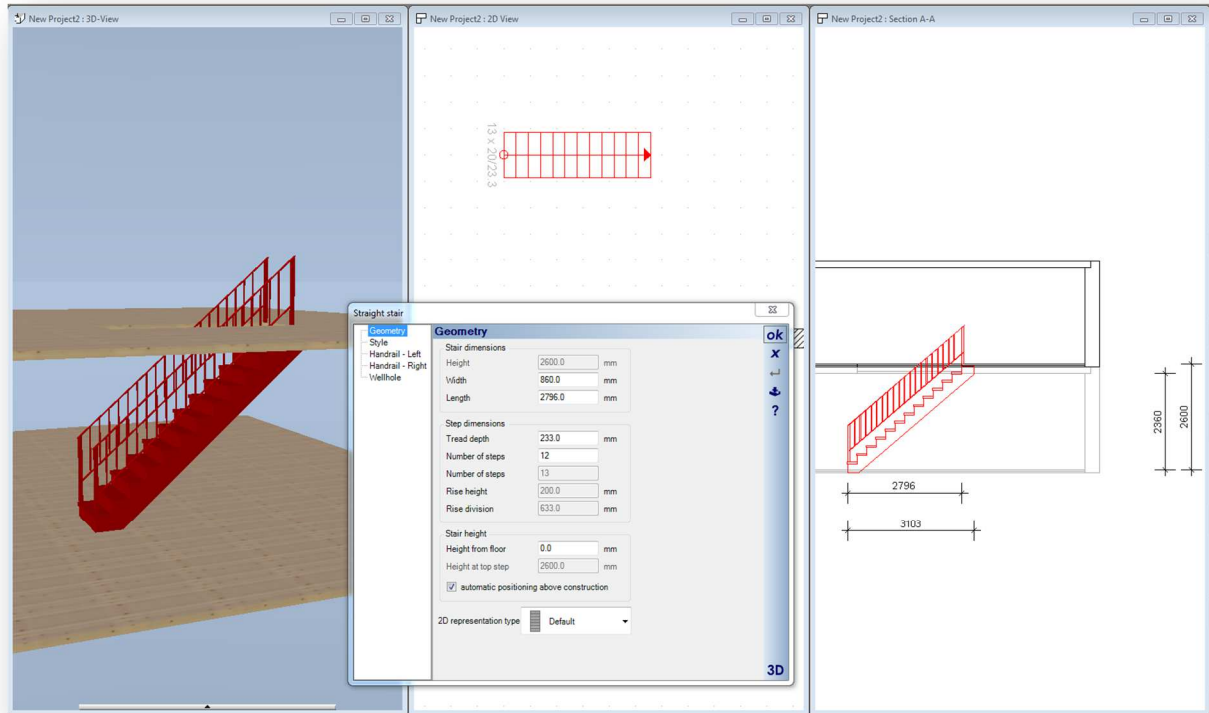 New Project2 : 3D-View
New Project2 : 2D View
New Project2 : Section A-A
13 x 20/23.3
Straight stair
Geometry
Style
Handrail - Left
Handrail - Right
Wellhole
Geometry
Stair dimensions
Height 2600.0 mm
Width 860.0 mm
Length 2796.0 mm
Step dimensions
Tread depth 233.0 mm
Number of steps 12
Number of steps 13
Rise height 200.0 mm
Rise division 633.0 mm
Stair height
Height from floor 0.0 mm
Height at top step 2600.0 mm
automatic positioning above construction
2D representation type Default
ok
x
?
3D
2360
2600
2796
3103